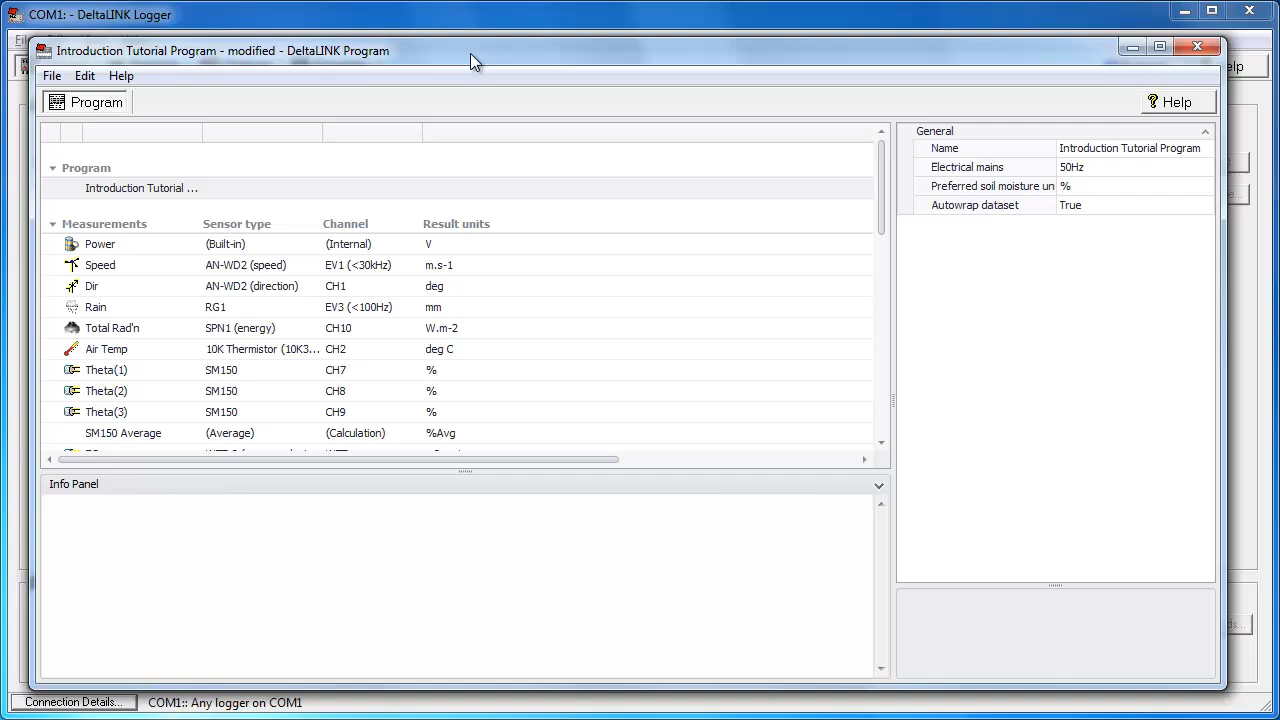 COM1: - DeltaLINK Logger
Introduction Tutorial Program - modified - DeltaLINK Program
File Edit Help
Program
Help
General
Name Introduction Tutorial Program
Electrical mains 50Hz
Preferred soil moisture un %
Autowrap dataset True
Program
Introduction Tutorial ...
Measurements Sensor type Channel Result units
Power (Built-in) (Internal) V
Speed AN-WD2 (speed) EV1 (<30kHz) m.s-1
Dir AN-WD2 (direction) CH1 deg
Rain RG1 EV3 (<100Hz) mm
Total Rad'n SPN1 (energy) CH10 W.m-2
Air Temp 10K Thermistor (10K3... CH2 deg C
Theta(1) SM150 CH7 %
Theta(2) SM150 CH8 %
Theta(3) SM150 CH9 %
SM150 Average (Average) (Calculation) %Avg
Info Panel
Connection Details... COM1:: Any logger on COM1